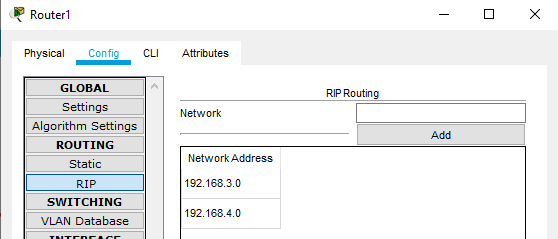 Router1
Physical Config CLI Attributes
GLOBAL
Settings
Algorithm Settings
ROUTING
Static
RIP
SWITCHING
VLAN Database
INTERFACE
RIP Routing
Network
Add
Network Address
192.168.3.0
192.168.4.0